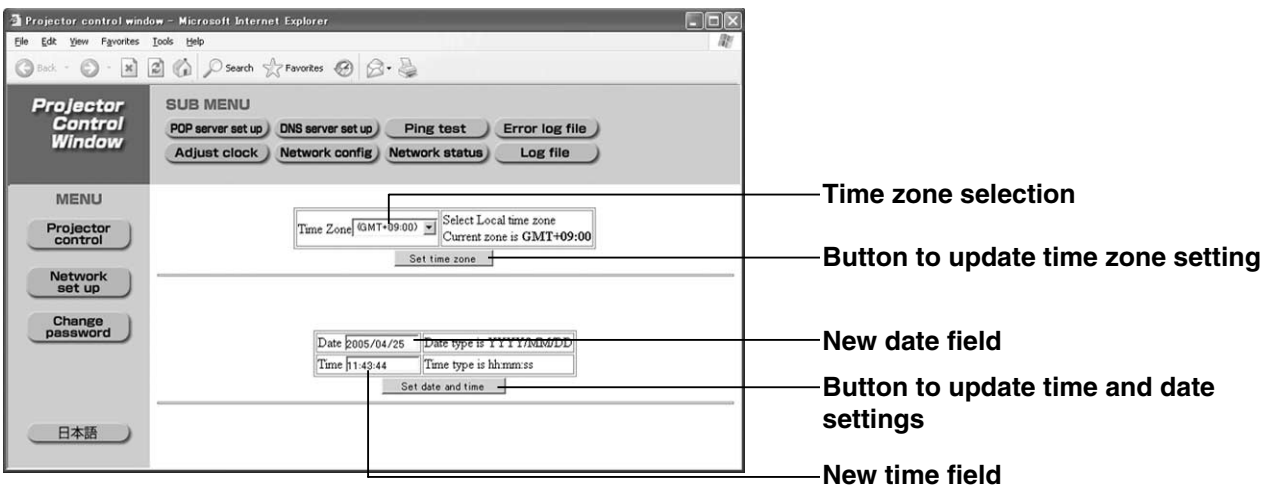 Projector control window - Microsoft Internet Explorer
File Edit View Favorites Tools Help
Back Search Favorites
Projector
Control
Window
SUB MENU
POP server set up DNS server set up Ping test Error log file
Adjust clock Network config Network status Log file
MENU
Projector
control
Network
set up
Change
password
日本語
Time Zone (GMT+09:00) Select Local time zone
Current zone is GMT+09:00
Set time zone
Date 2005/04/25 Date type is YYYY/MM/DD
Time 11:43:44 Time type is hh:mm:ss
Set date and time
Time zone selection
Button to update time zone setting
New date field
Button to update time and date
settings
New time field